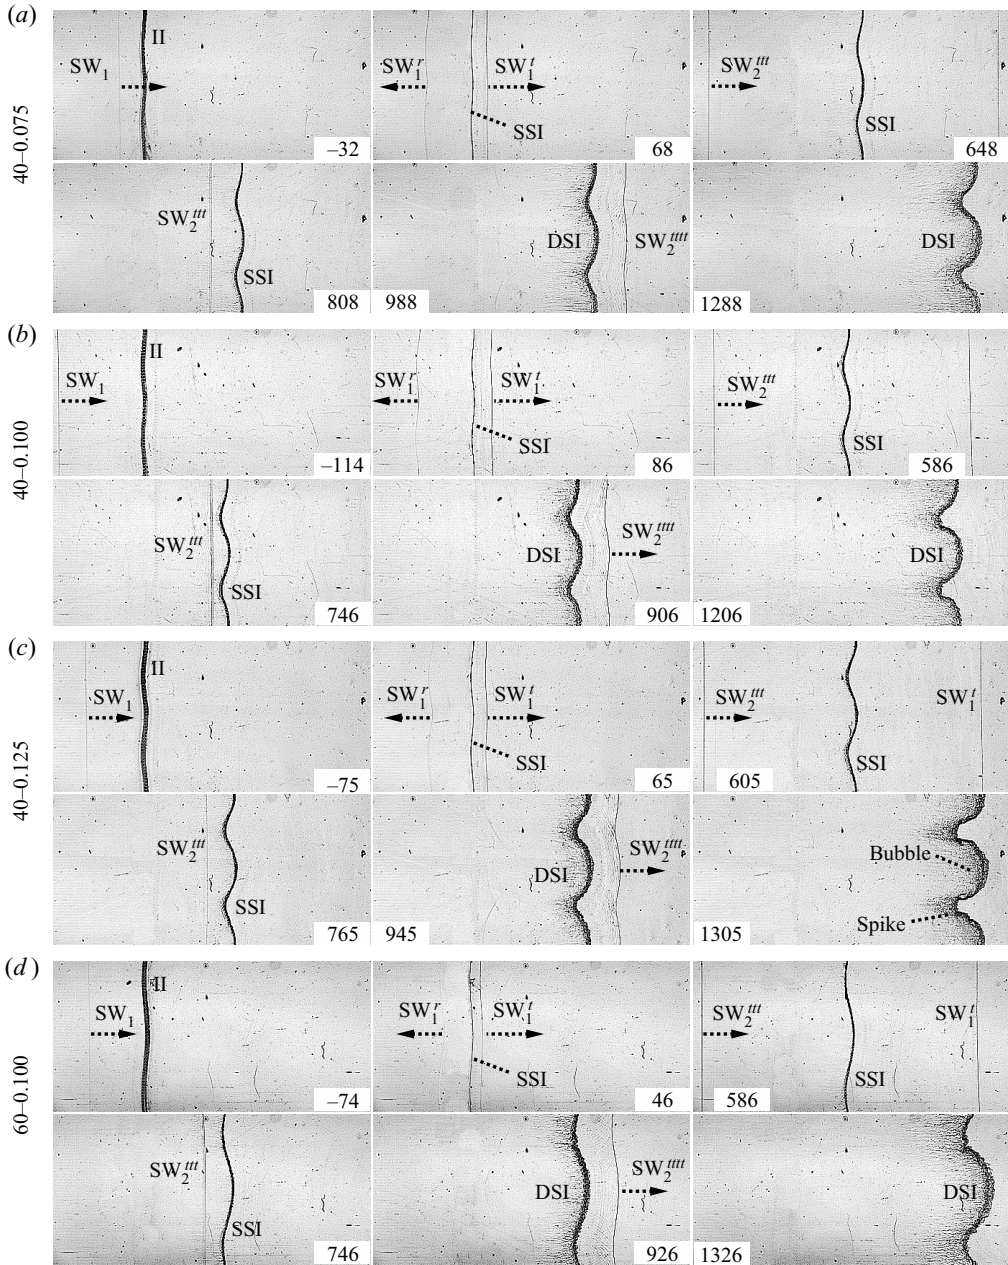 (a)
40–0.075
SW₁ II –32
SW₁ʳ SW₁ᵗ SSI 68
SW₂ᵗᵗᵗ SSI 648
SW₂ᵗᵗᵗ SSI 808
DSI SW₂ᵗᵗᵗᵗ 988
DSI 1288
(b)
40–0.100
SW₁ II –114
SW₁ʳ SW₁ᵗ SSI 86
SW₂ᵗᵗᵗ SSI 586
SW₂ᵗᵗᵗ SSI 746
DSI SW₂ᵗᵗᵗᵗ 906
DSI 1206
(c)
40–0.125
SW₁ II –75
SW₁ʳ SW₁ᵗ SSI 65
SW₂ᵗᵗᵗ SW₁ᵗ SSI 605
SW₂ᵗᵗᵗ SSI 765
DSI SW₂ᵗᵗᵗᵗ 945
Bubble
Spike
1305
(d)
60–0.100
SW₁ II –74
SW₁ʳ SW₁ᵗ SSI 46
SW₂ᵗᵗᵗ SW₁ᵗ SSI 586
SW₂ᵗᵗᵗ SSI 746
DSI SW₂ᵗᵗᵗᵗ 926
DSI 1326